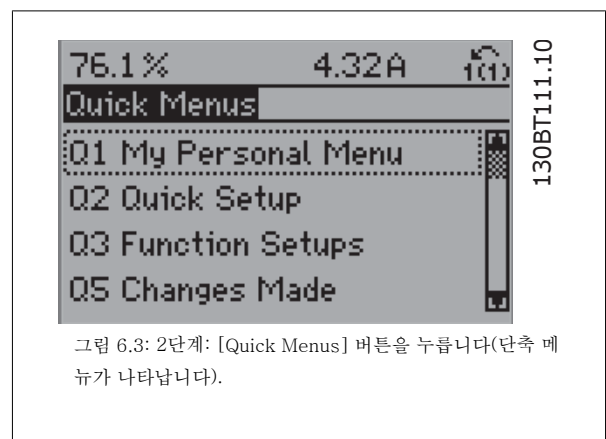 76.1% 4.32A 1(1)
Quick Menus
Q1 My Personal Menu
Q2 Quick Setup
Q3 Function Setups
Q5 Changes Made
130BT111.10
그림 6.3: 2단계: [Quick Menus] 버튼을 누릅니다(단축 메
뉴가 나타납니다).